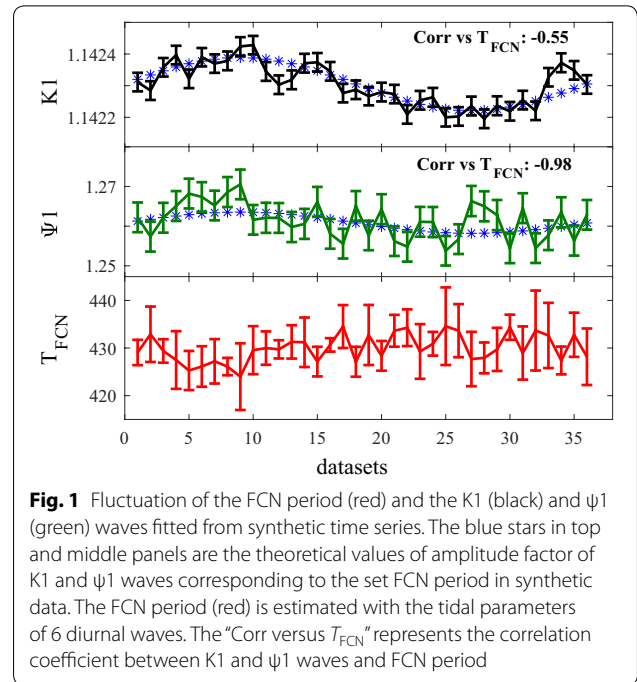 Corr vs T_FCN: -0.55
1.1424
K1
1.1422
Corr vs T_FCN: -0.98
1.27
Ψ1
1.25
440
T_FCN
430
420
0 5 10 15 20 25 30 35
datasets
Fig. 1 Fluctuation of the FCN period (red) and the K1 (black) and ψ1
(green) waves fitted from synthetic time series. The blue stars in top
and middle panels are the theoretical values of amplitude factor of
K1 and ψ1 waves corresponding to the set FCN period in synthetic
data. The FCN period (red) is estimated with the tidal parameters
of 6 diurnal waves. The “Corr versus T_FCN” represents the correlation
coefficient between K1 and ψ1 waves and FCN period